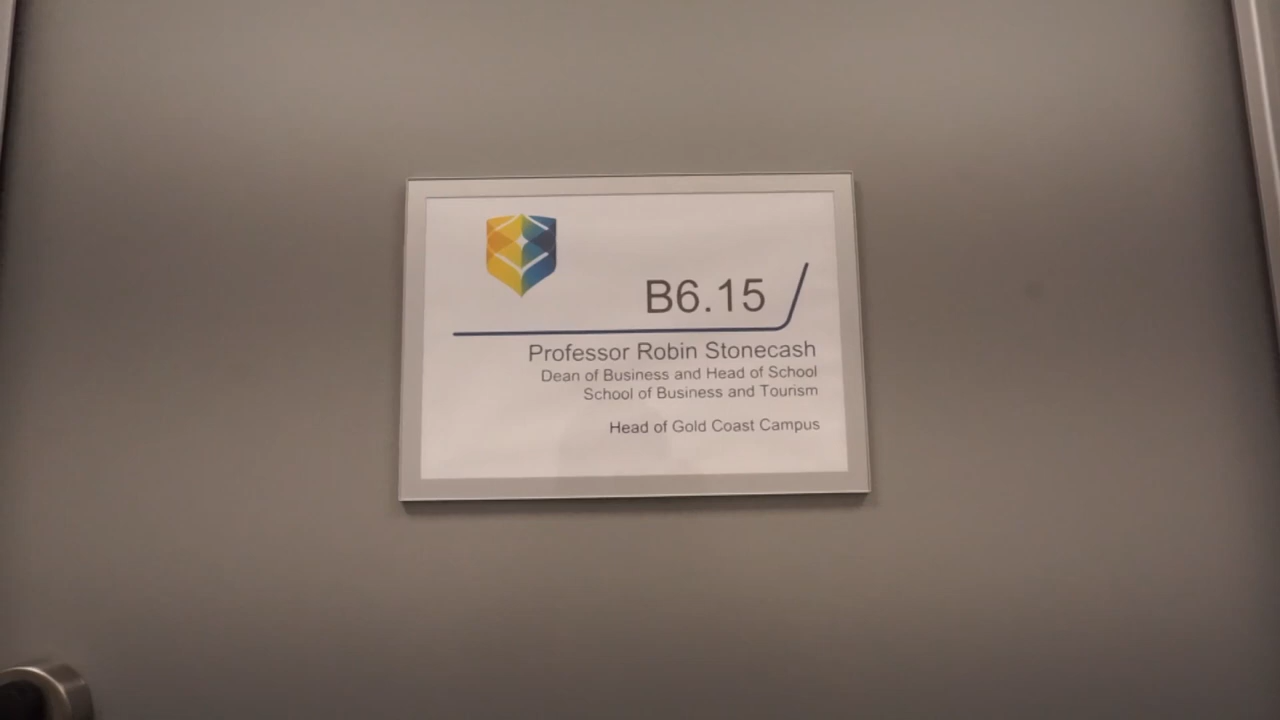 B6.15
Professor Robin Stonecash
Dean of Business and Head of School
School of Business and Tourism
Head of Gold Coast Campus